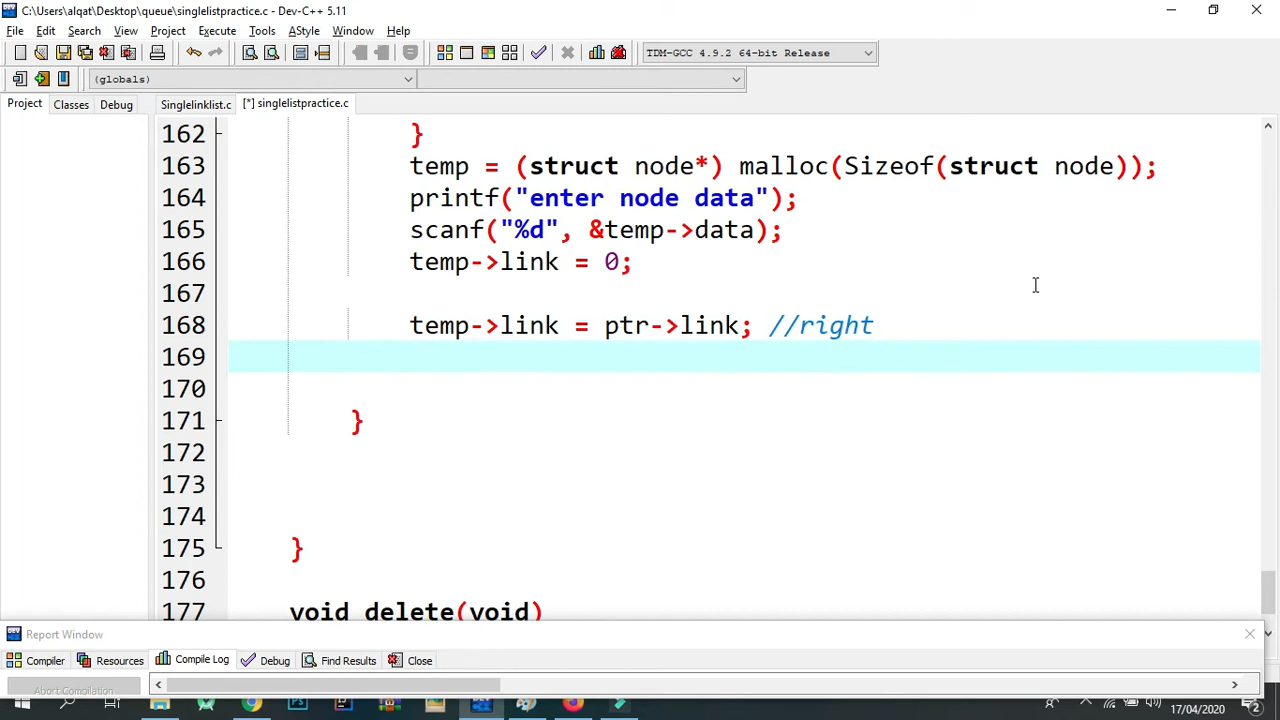 C:\Users\alqat\Desktop\queue\singlelistpractice.c - Dev-C++ 5.11
File Edit Search View Project Execute Tools AStyle Window Help
TDM-GCC 4.9.2 64-bit Release
(globals)
Project Classes Debug Singlelinklist.c [*] singlelistpractice.c
162 }
163 temp = (struct node*) malloc(Sizeof(struct node));
164 printf("enter node data");
165 scanf("%d", &temp->data);
166 temp->link = 0;
167
168 temp->link = ptr->link; //right
169
170
171 }
172
173
174
175 }
176
177 void delete(void)
Report Window
Compiler Resources Compile Log Debug Find Results Close
Abort Compilation
17/04/2020 2